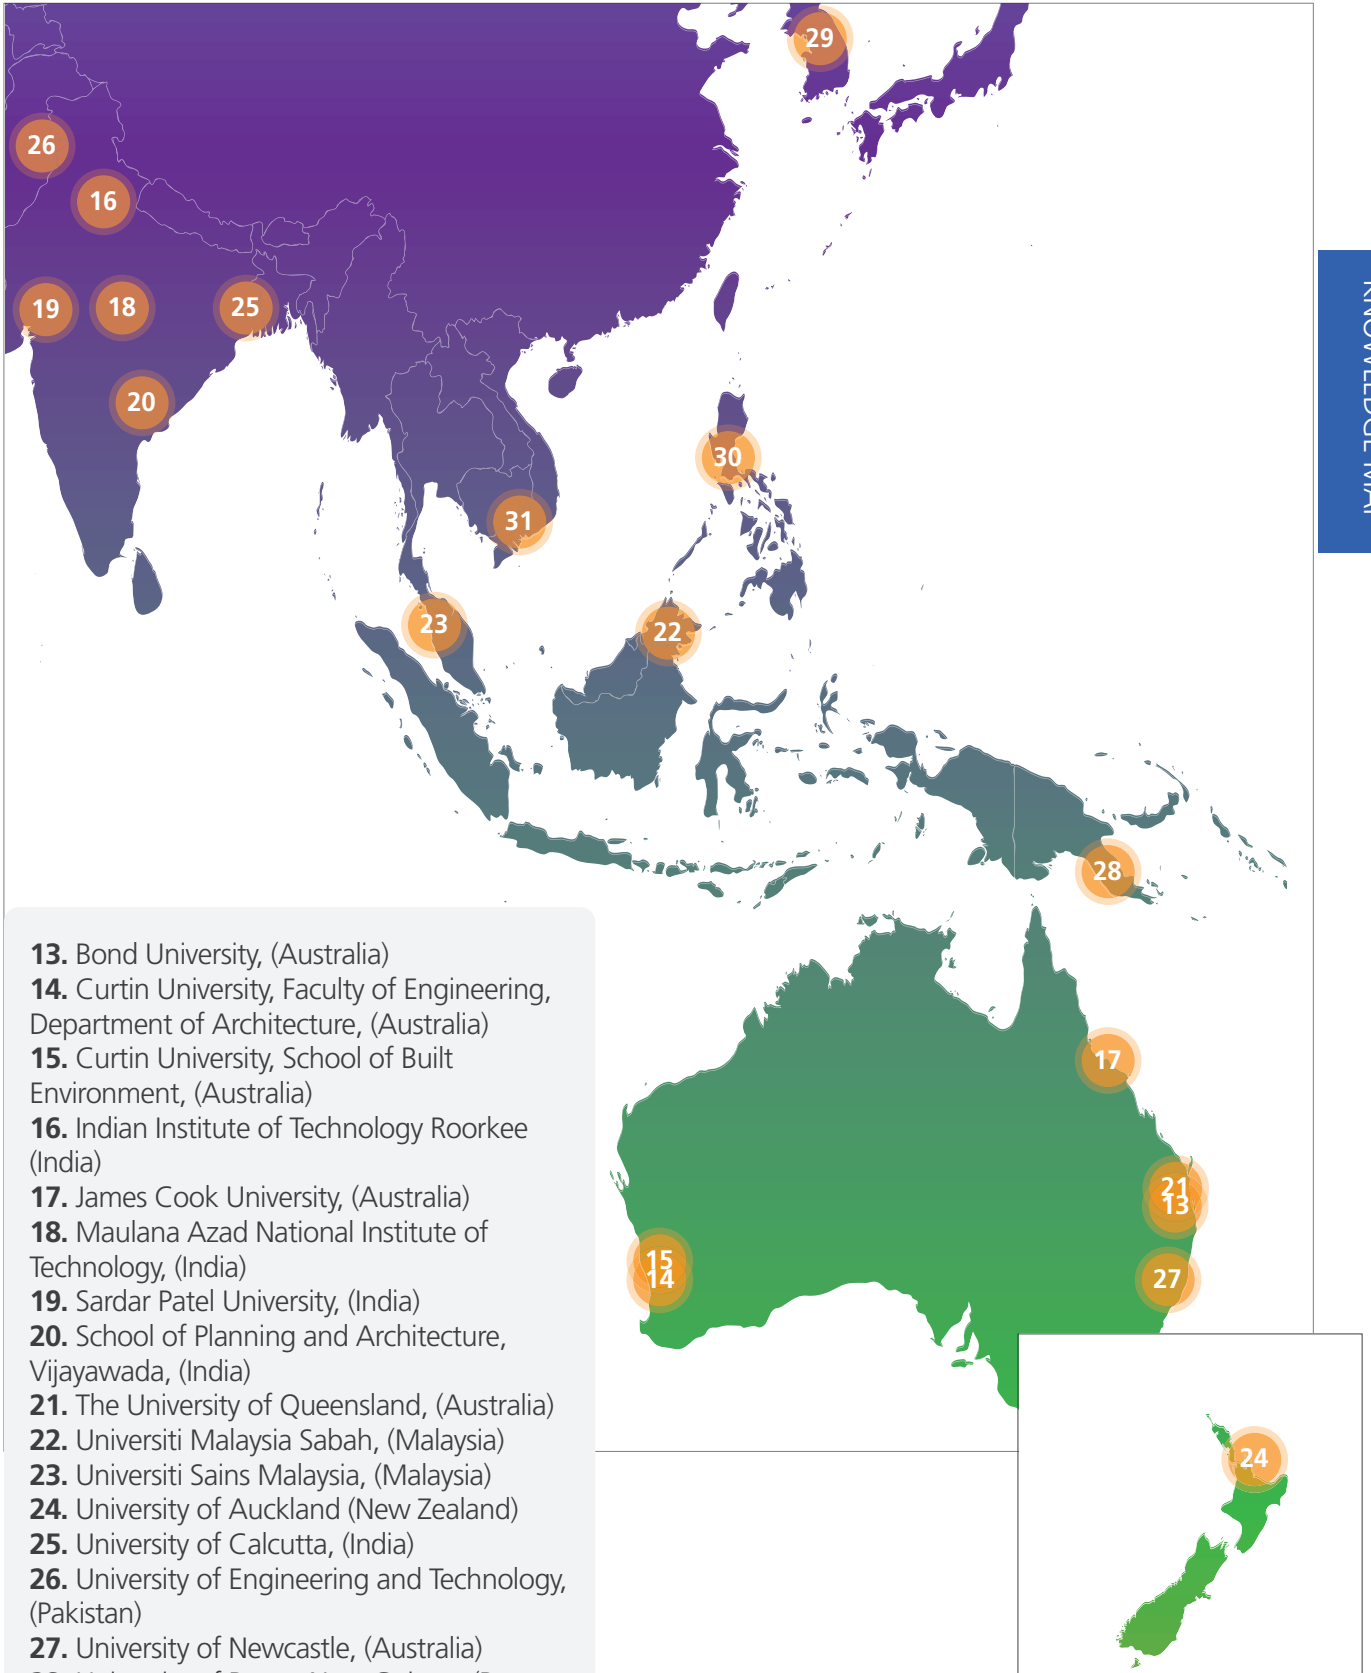 29
26
16
19
18
25
20
30
31
23
22
28
17
21
13
15
14
27
24
13. Bond University, (Australia)
14. Curtin University, Faculty of Engineering,
Department of Architecture, (Australia)
15. Curtin University, School of Built
Environment, (Australia)
16. Indian Institute of Technology Roorkee
(India)
17. James Cook University, (Australia)
18. Maulana Azad National Institute of
Technology, (India)
19. Sardar Patel University, (India)
20. School of Planning and Architecture,
Vijayawada, (India)
21. The University of Queensland, (Australia)
22. Universiti Malaysia Sabah, (Malaysia)
23. Universiti Sains Malaysia, (Malaysia)
24. University of Auckland (New Zealand)
25. University of Calcutta, (India)
26. University of Engineering and Technology,
(Pakistan)
27. University of Newcastle, (Australia)